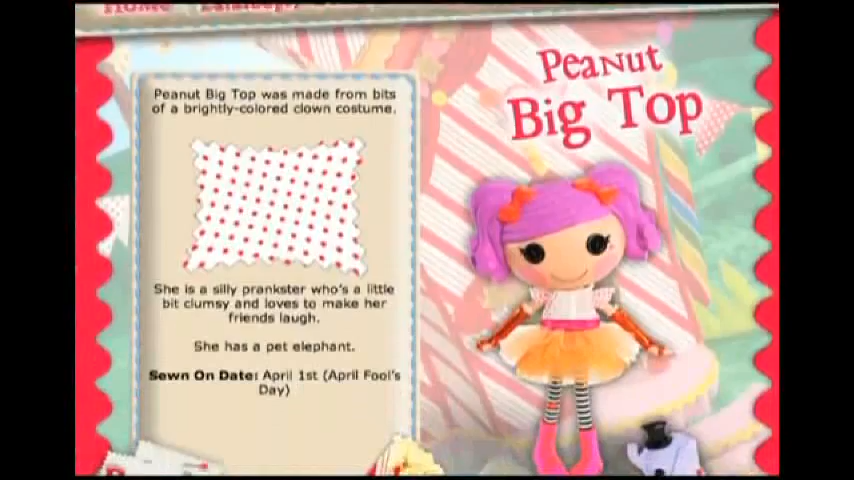 Home
Peanut
Big Top
Peanut Big Top was made from bits
of a brightly-colored clown costume.
She is a silly prankster who's a little
bit clumsy and loves to make her
friends laugh.
She has a pet elephant.
Sewn On Date: April 1st (April Fool's
Day)